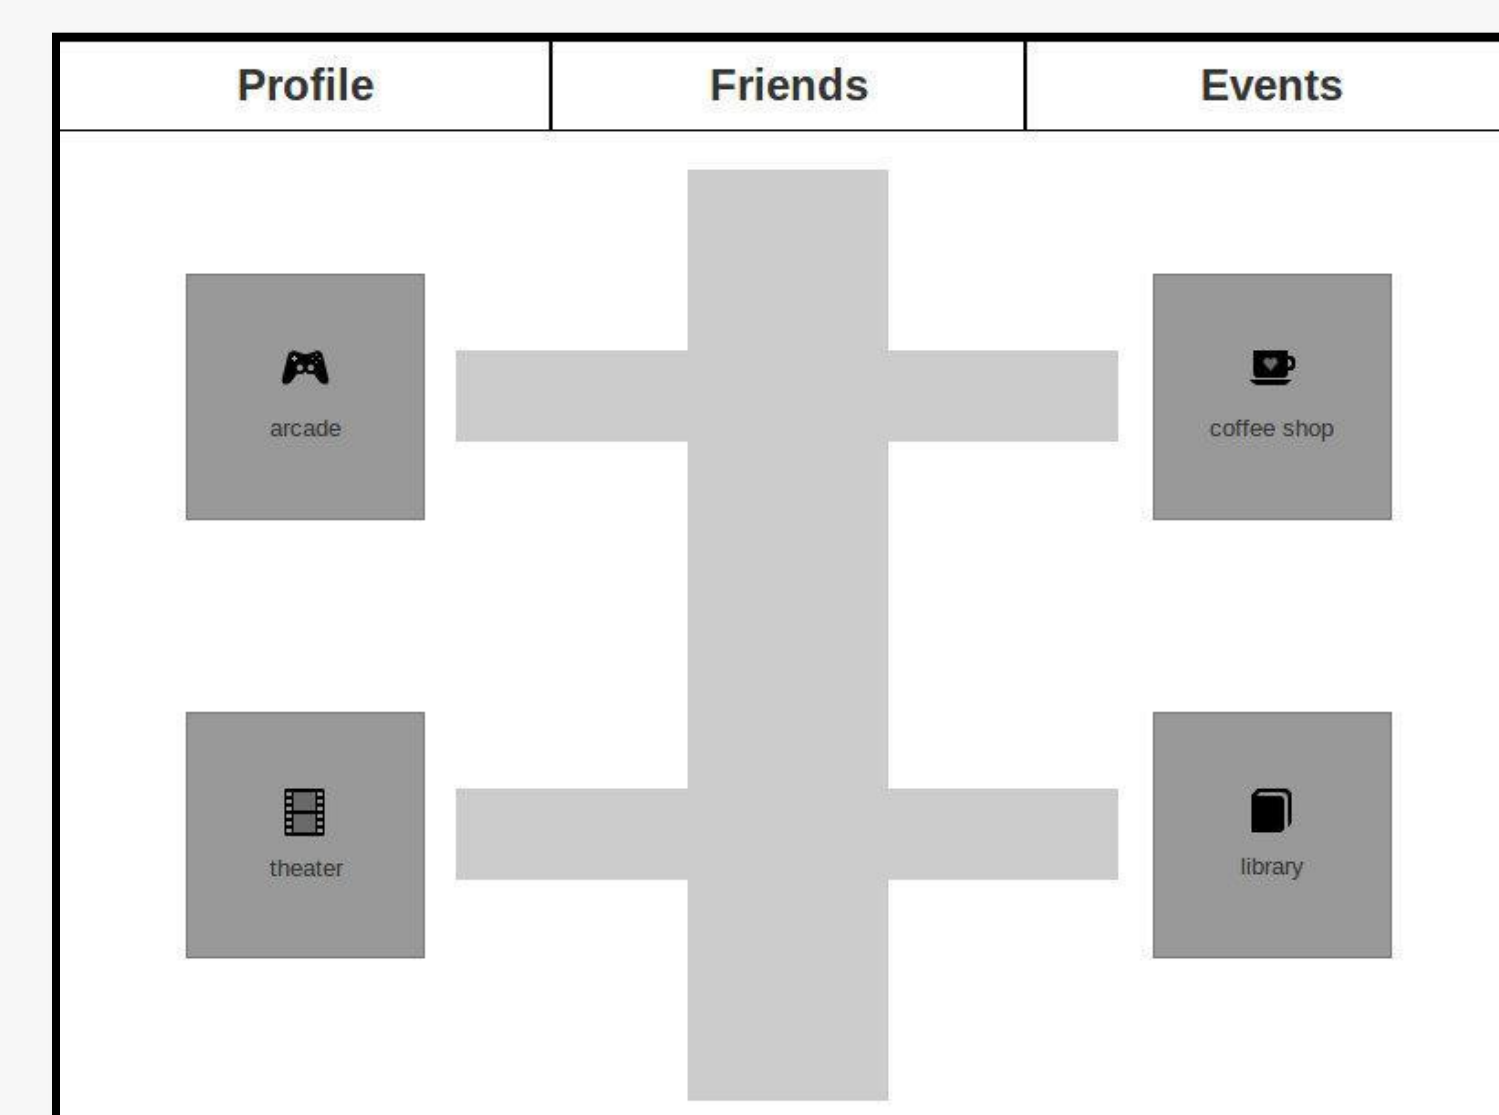 Profile
Friends
Events
arcade
coffee shop
theater
library